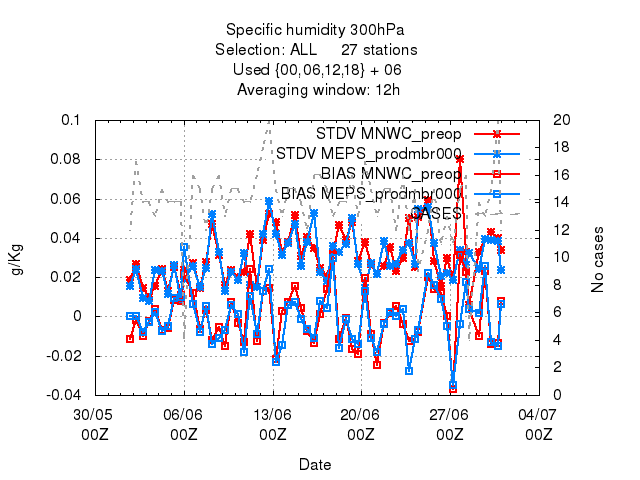 Specific humidity 300hPa
Selection: ALL 27 stations
Used {00,06,12,18} + 06
Averaging window: 12h
STDV MNWC_preop
STDV MEPS_prodmbr000
BIAS MNWC_preop
BIAS MEPS_prodmbr000
CASES
g/Kg
0.1
0.08
0.06
0.04
0.02
0
-0.02
-0.04
No cases
20
18
16
14
12
10
8
6
4
2
0
30/05 06/06 13/06 20/06 27/06 04/07
00Z 00Z 00Z 00Z 00Z 00Z
Date